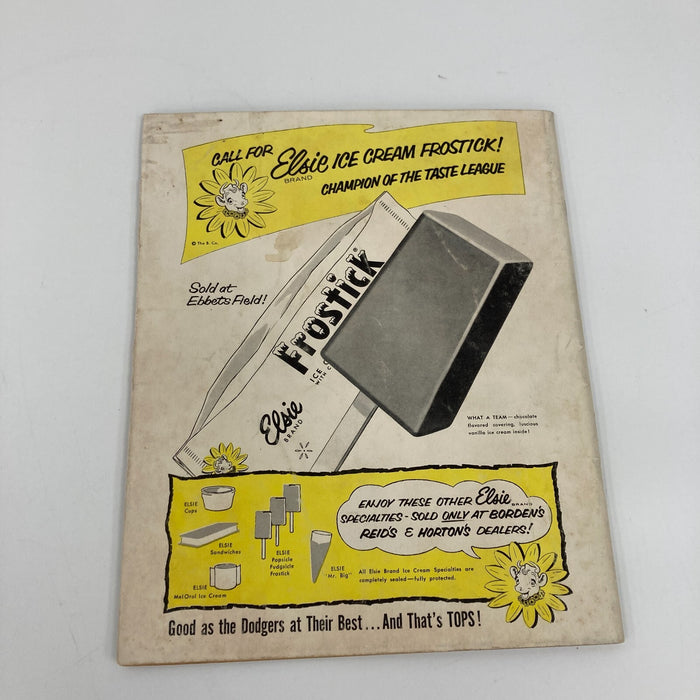 CALL FOR Elsie ICE CREAM FROSTICK!
BRAND
CHAMPION OF THE TASTE LEAGUE
© The B. Co.
Sold at
Ebbets Field!
Frostick®
ICE
WITH
Elsie
BRAND
WHAT A TEAM—chocolate
flavored covering, luscious
vanilla ice cream inside!
ELSIE
Cups
ELSIE
Sandwiches
ELSIE
MelOrol Ice Cream
ELSIE
Popsicle
Fudgsicle
Frostick
ELSIE
"Mr. Big"
ENJOY THESE OTHER Elsie BRAND
SPECIALTIES - SOLD ONLY AT BORDEN'S
REID'S & HORTON'S DEALERS!
All Elsie Brand Ice Cream Specialties are
completely sealed—fully protected.
Good as the Dodgers at Their Best...And That's TOPS!